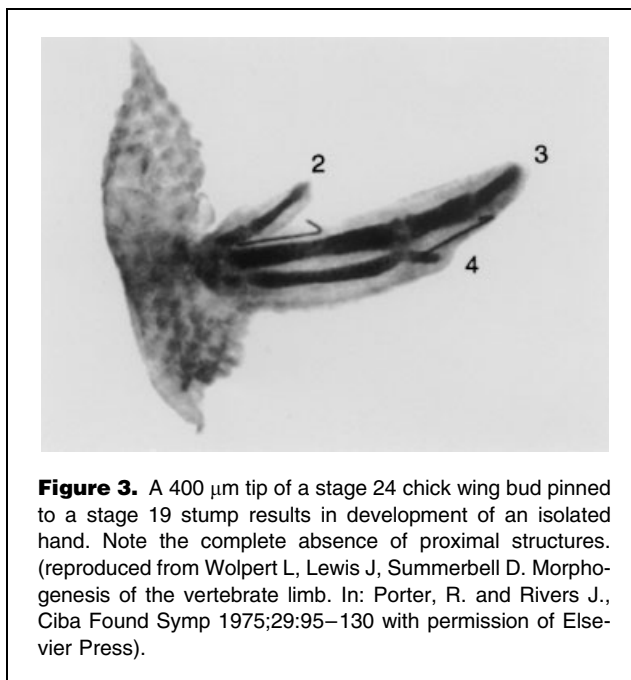 2
3
4
Figure 3. A 400 μm tip of a stage 24 chick wing bud pinned
to a stage 19 stump results in development of an isolated
hand. Note the complete absence of proximal structures.
(reproduced from Wolpert L, Lewis J, Summerbell D. Morpho-
genesis of the vertebrate limb. In: Porter, R. and Rivers J.,
Ciba Found Symp 1975;29:95–130 with permission of Else-
vier Press).